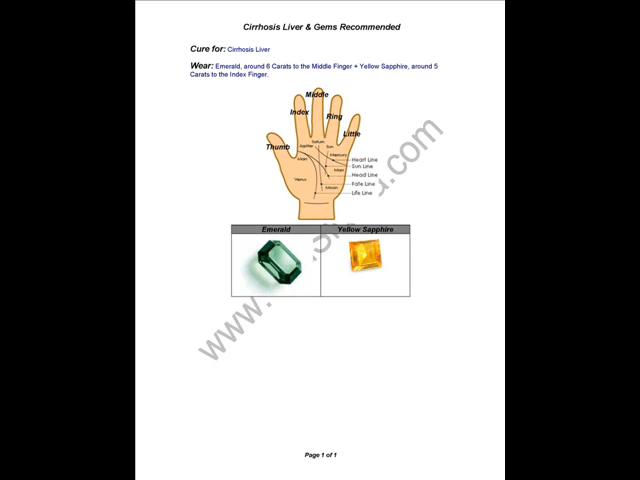 Cirrhosis Liver & Gems Recommended
Cure for: Cirrhosis Liver
Wear: Emerald, around 6 Carats to the Middle Finger + Yellow Sapphire, around 5
Carats to the Index Finger.
Middle
Index
Ring
Little
Thumb
Saturn
Jupiter
Sun
Mercury
Mars
Mars
Venus
Moon
Heart Line
Sun Line
Head Line
Fate Line
Life Line
Emerald
Yellow Sapphire
Page 1 of 1